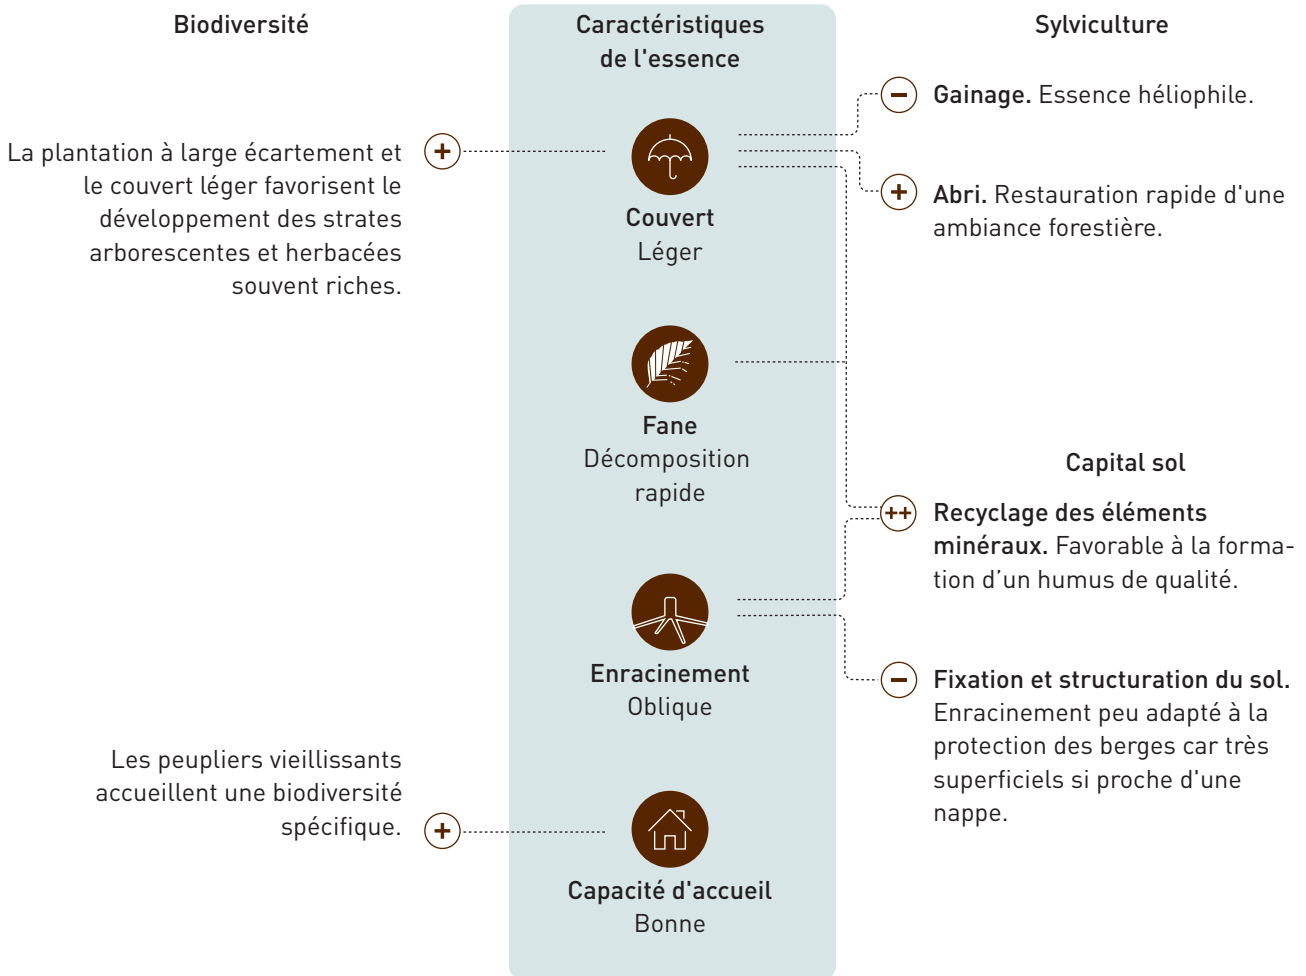 Biodiversité
La plantation à large écartement et
le couvert léger favorisent le
développement des strates
arborescentes et herbacées
souvent riches.
+
Les peupliers vieillissants
accueillent une biodiversité
spécifique.
+
Caractéristiques
de l'essence
Couvert
Léger
Fane
Décomposition
rapide
Enracinement
Oblique
Capacité d'accueil
Bonne
Sylviculture
−
Gainage. Essence héliophile.
+
Abri. Restauration rapide d'une
ambiance forestière.
Capital sol
++
Recyclage des éléments
minéraux. Favorable à la forma-
tion d’un humus de qualité.
−
Fixation et structuration du sol.
Enracinement peu adapté à la
protection des berges car très
superficiels si proche d'une
nappe.